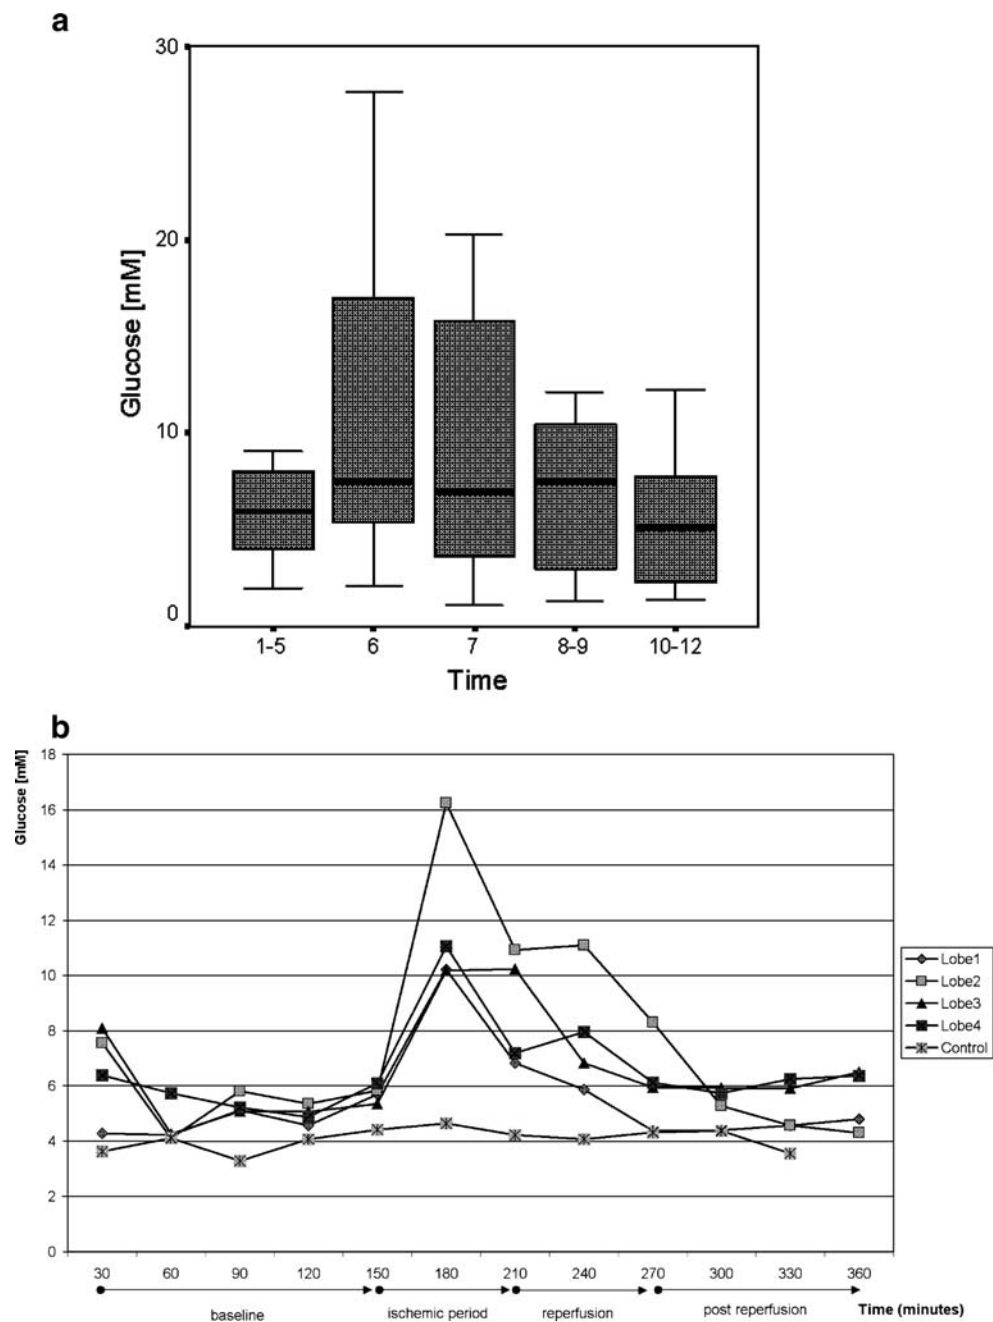 a
30
20
10
0
Glucose [mM]
1-5 6 7 8-9 10-12
Time
b
Glucose [mM]
18
16
14
12
10
8
6
4
2
0
Lobe1
Lobe2
Lobe3
Lobe4
Control
30 60 90 120 150 180 210 240 270 300 330 360
baseline ischemic period reperfusion post reperfusion Time (minutes)